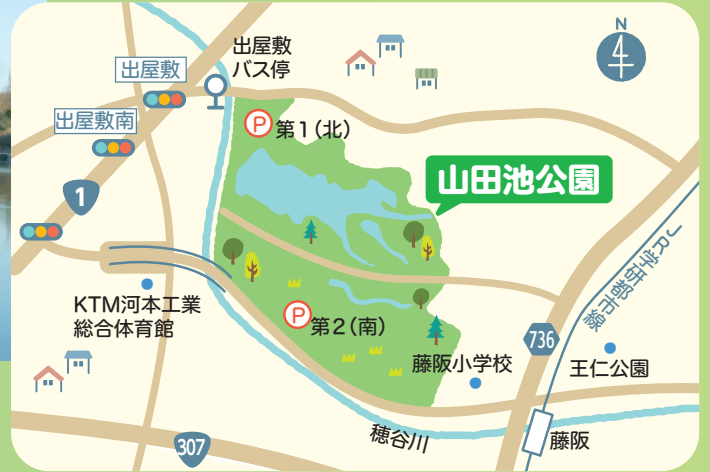 N
出屋敷
バス停
出屋敷
出屋敷南
P 第1（北）
山田池公園
1
JR学研都市線
KTM河本工業
総合体育館
P 第2（南）
736
藤阪小学校
王仁公園
穂谷川
藤阪
307